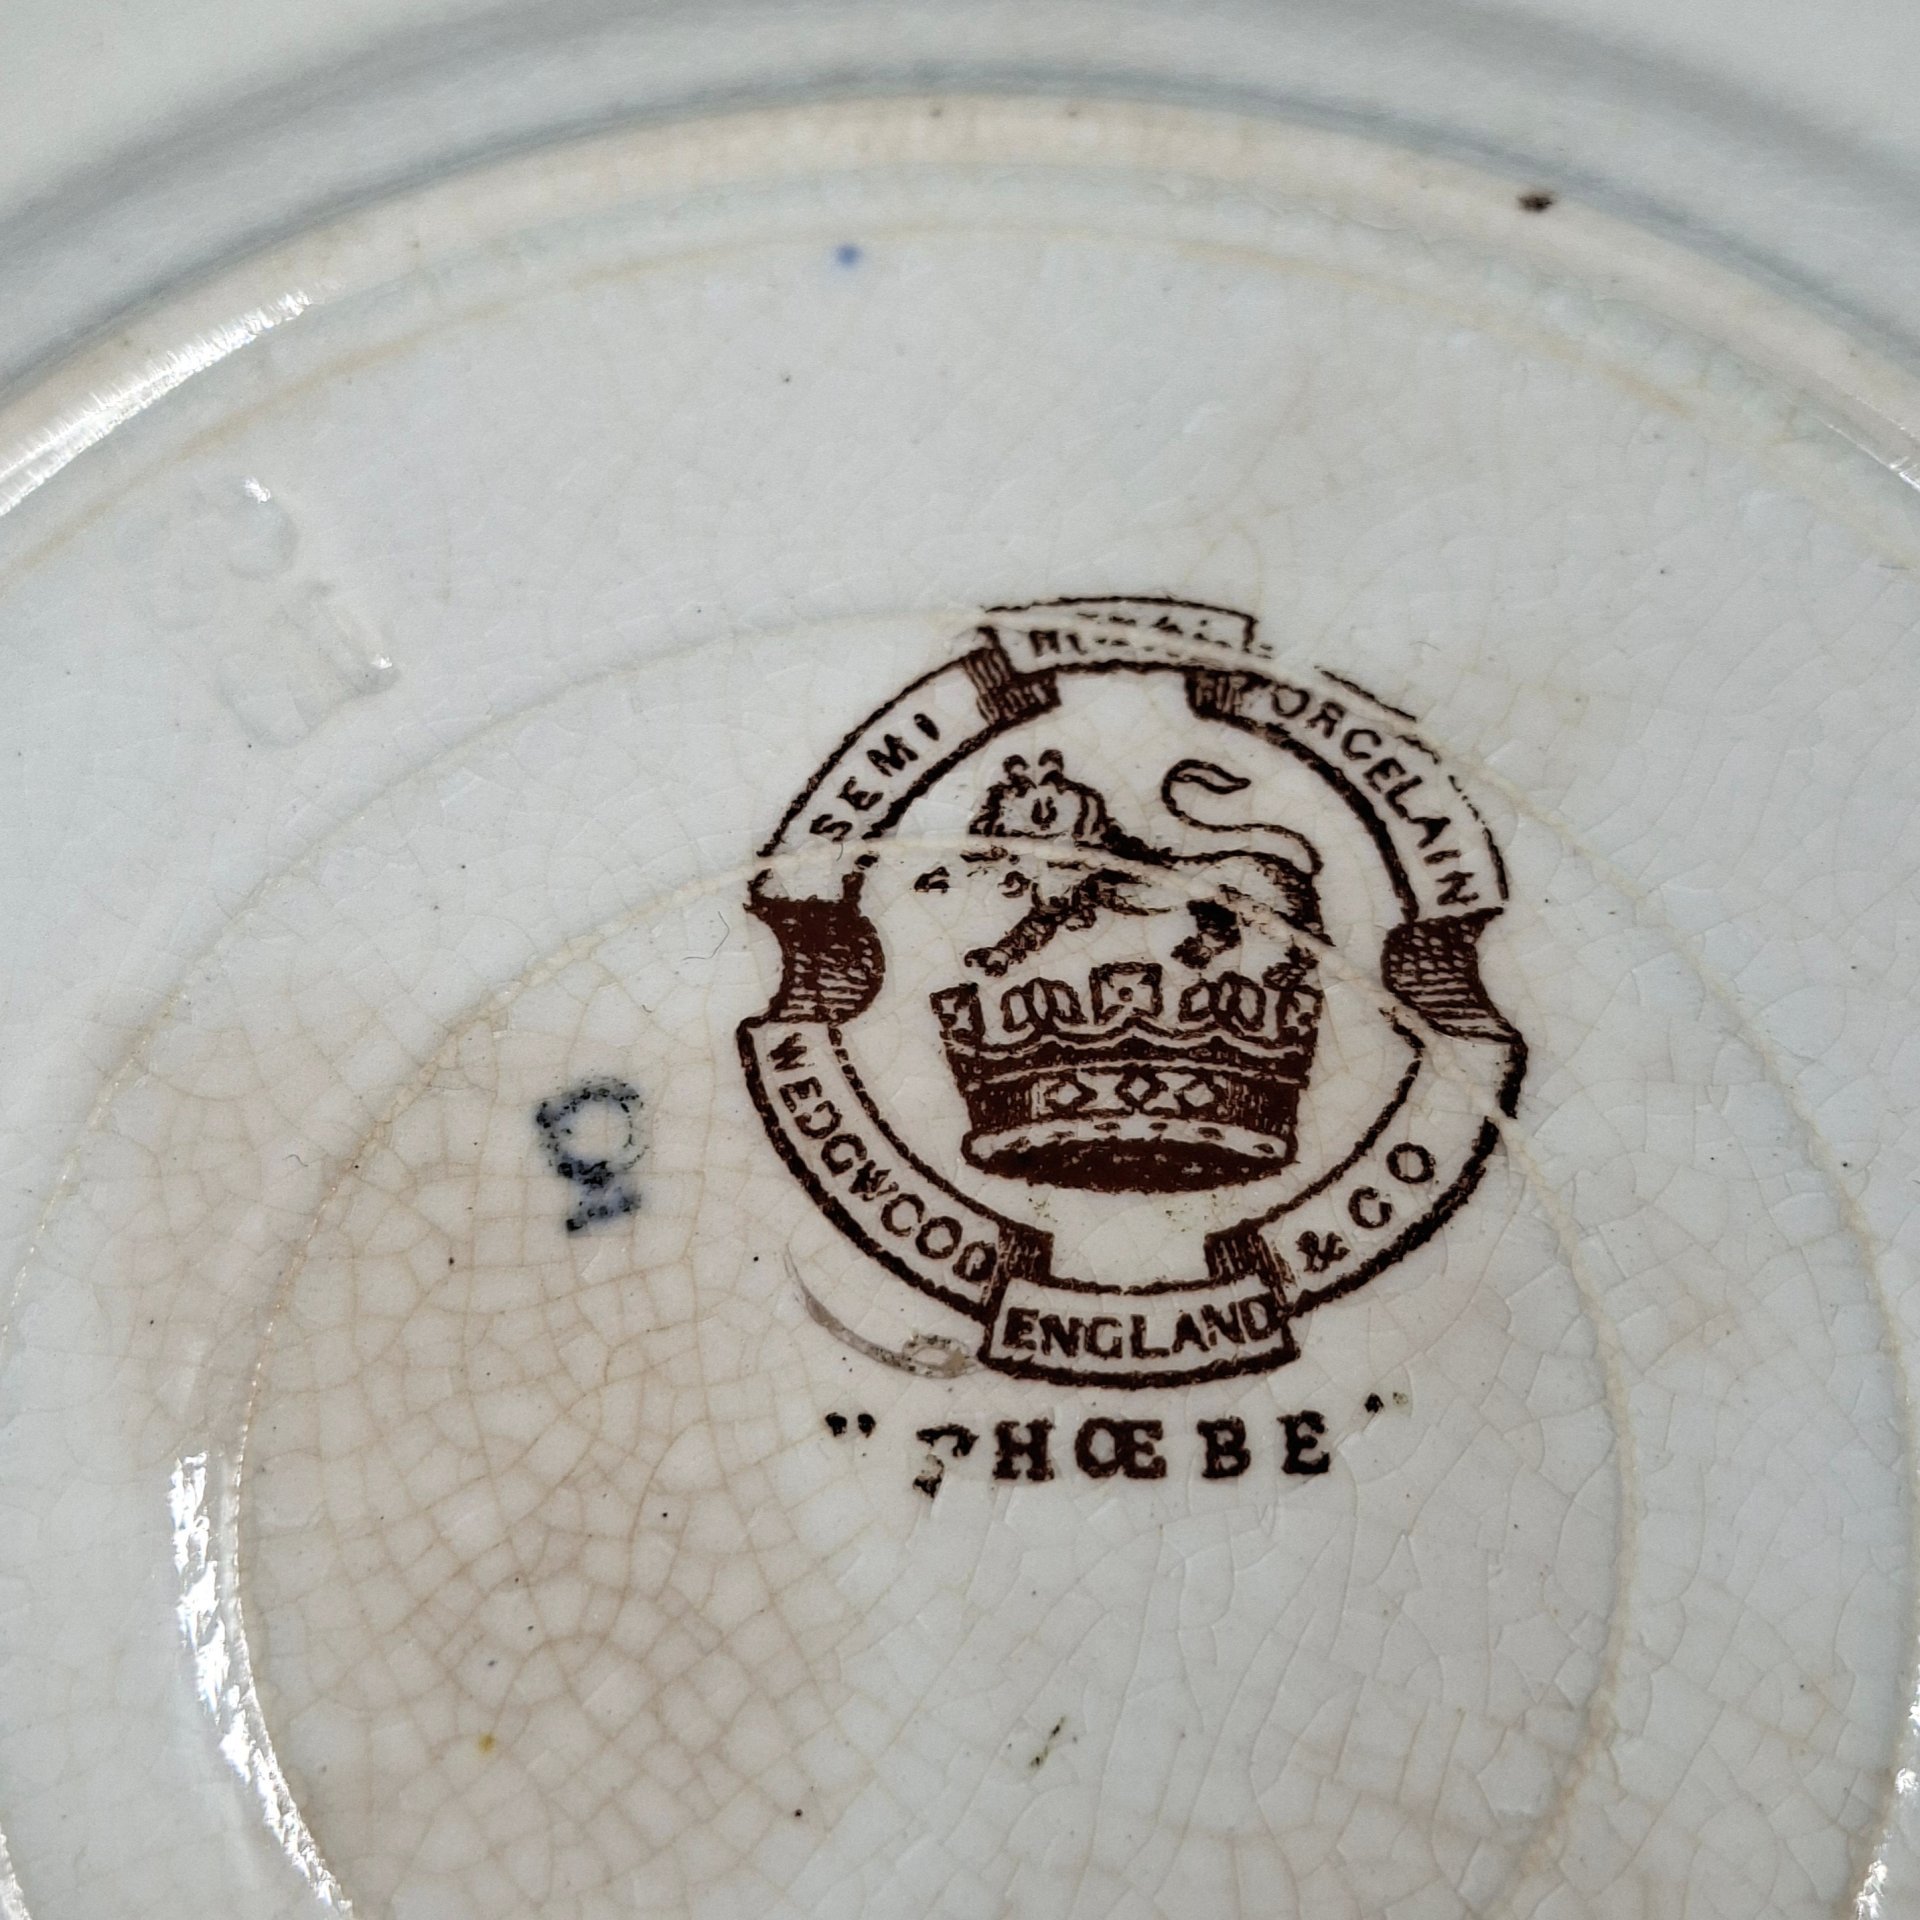 SEMI
PORCELAIN
WEDGWOOD & CO
ENGLAND
"PHŒBE"